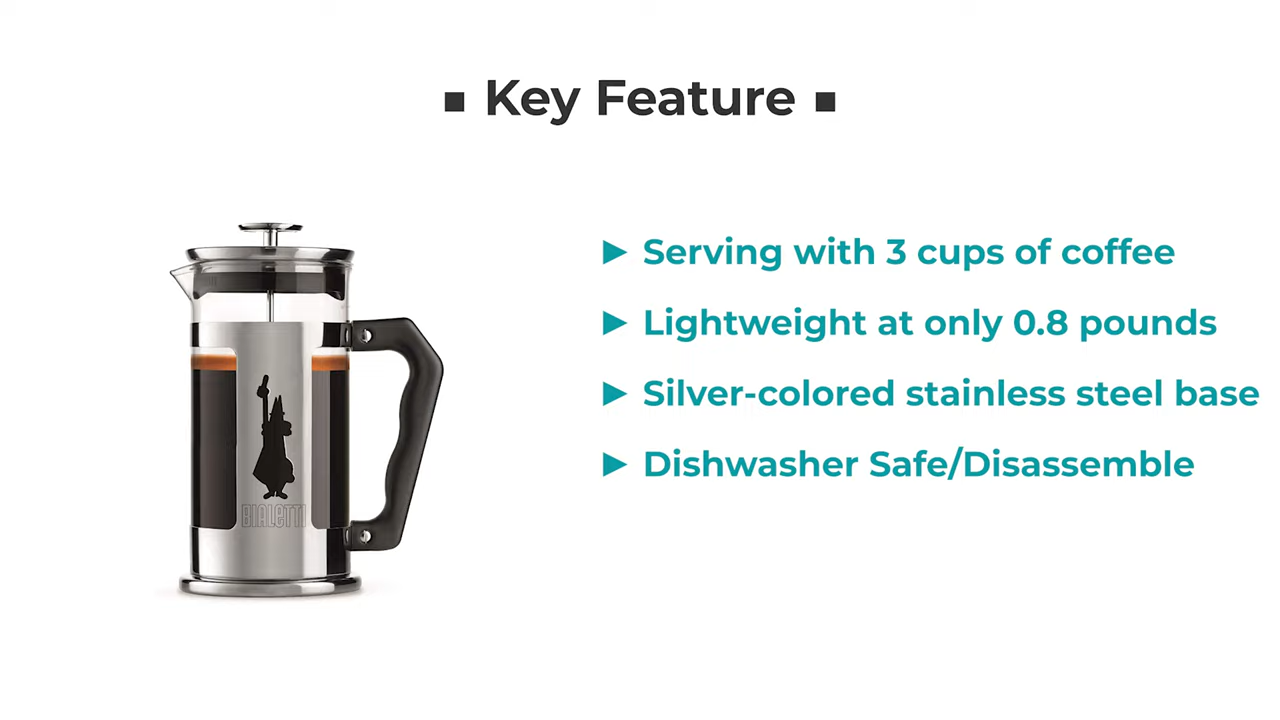 ▪ Key Feature ▪
► Serving with 3 cups of coffee
► Lightweight at only 0.8 pounds
► Silver-colored stainless steel base
► Dishwasher Safe/Disassemble
BIALETTI